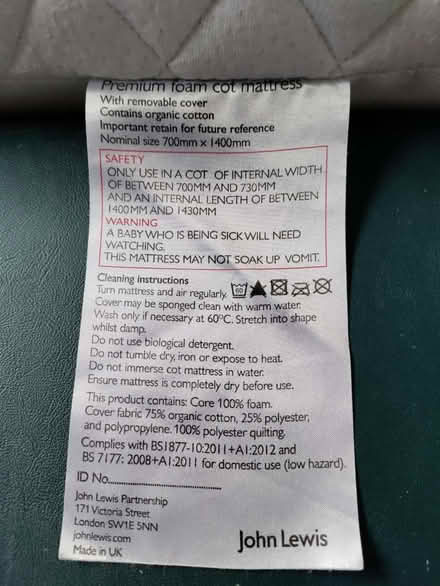 Premium foam cot mattress
With removable cover
Contains organic cotton
Important retain for future reference
Nominal size 700mm x 1400mm
SAFETY
ONLY USE IN A COT OF INTERNAL WIDTH
OF BETWEEN 700MM AND 730MM
AND AN INTERNAL LENGTH OF BETWEEN
1400MM AND 1430MM
WARNING
A BABY WHO IS BEING SICK WILL NEED
WATCHING.
THIS MATTRESS MAY NOT SOAK UP VOMIT.
Cleaning instructions
Turn mattress and air regularly.
Cover may be sponged clean with warm water.
Wash only if necessary at 60°C. Stretch into shape
whilst damp.
Do not use biological detergent.
Do not tumble dry, iron or expose to heat.
Do not immerse cot mattress in water.
Ensure mattress is completely dry before use.
This product contains: Core 100% foam.
Cover fabric 75% organic cotton, 25% polyester,
and polypropylene. 100% polyester quilting.
Complies with BS1877-10:2011+A1:2012 and
BS 7177: 2008+A1:2011 for domestic use (low hazard).
ID No..............................
John Lewis Partnership
171 Victoria Street
London SW1E 5NN
johnlewis.com
Made in UK
John Lewis